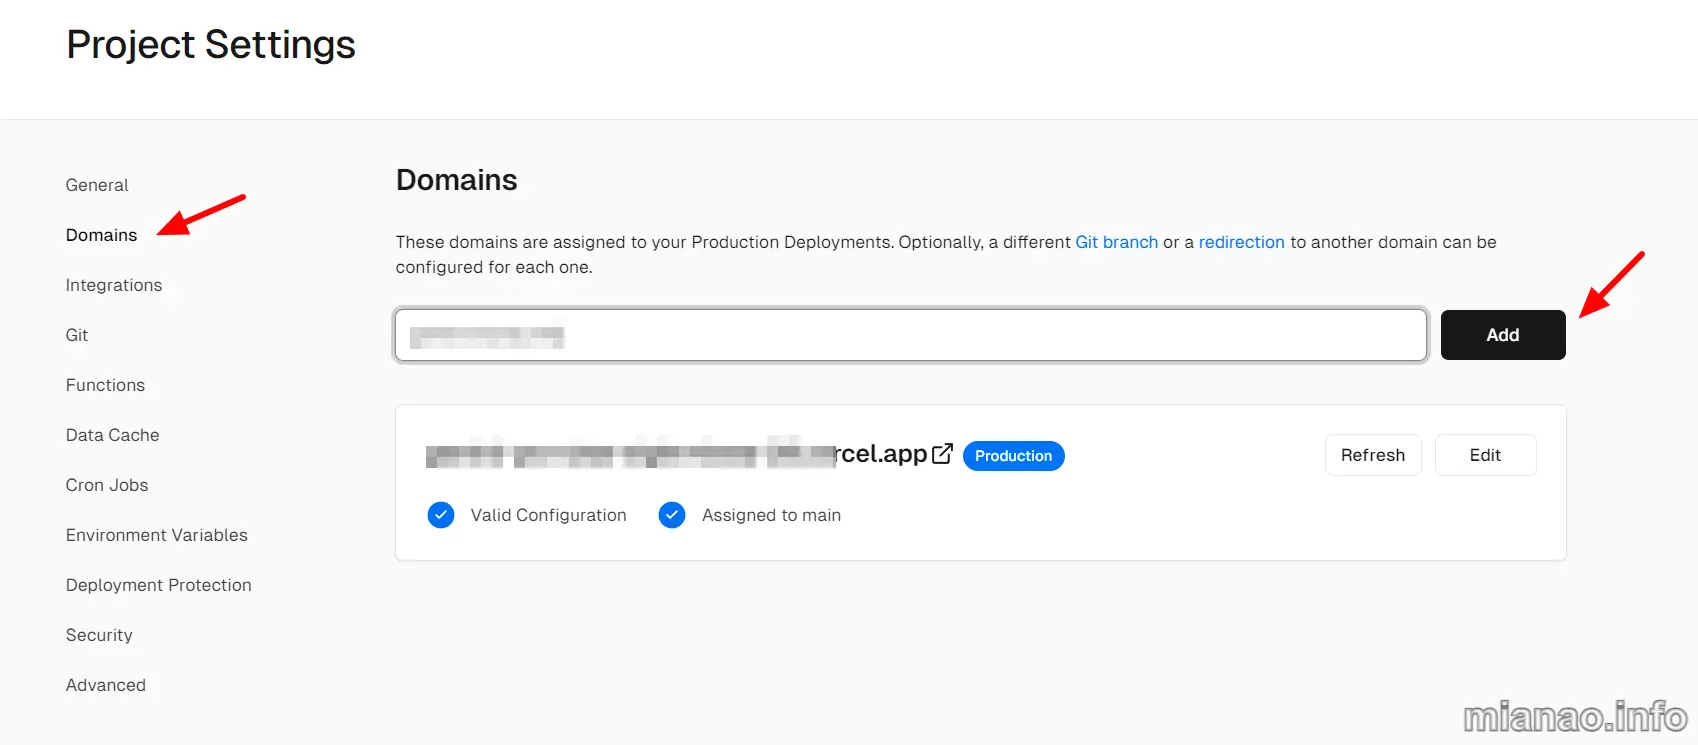 Project Settings
General
Domains
Integrations
Git
Functions
Data Cache
Cron Jobs
Environment Variables
Deployment Protection
Security
Advanced
Domains
These domains are assigned to your Production Deployments. Optionally, a different Git branch or a redirection to another domain can be
configured for each one.
Add
rcel.app Production
Refresh
Edit
Valid Configuration
Assigned to main
mianao.info